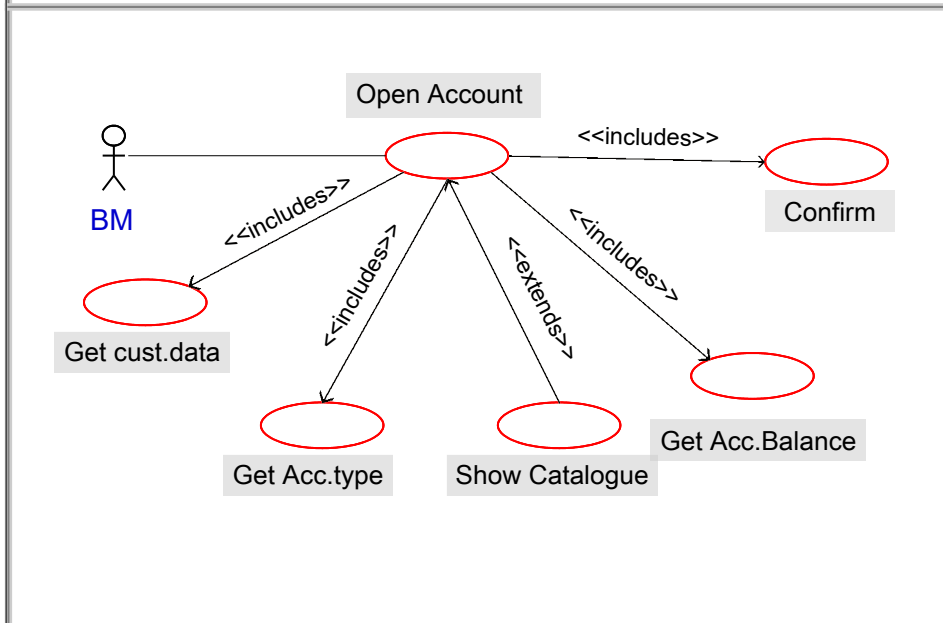 Open Account
<<includes>>
BM
Confirm
<<includes>>
<<includes>>
<<extends>>
<<includes>>
Get cust.data
Get Acc.type
Show Catalogue
Get Acc.Balance